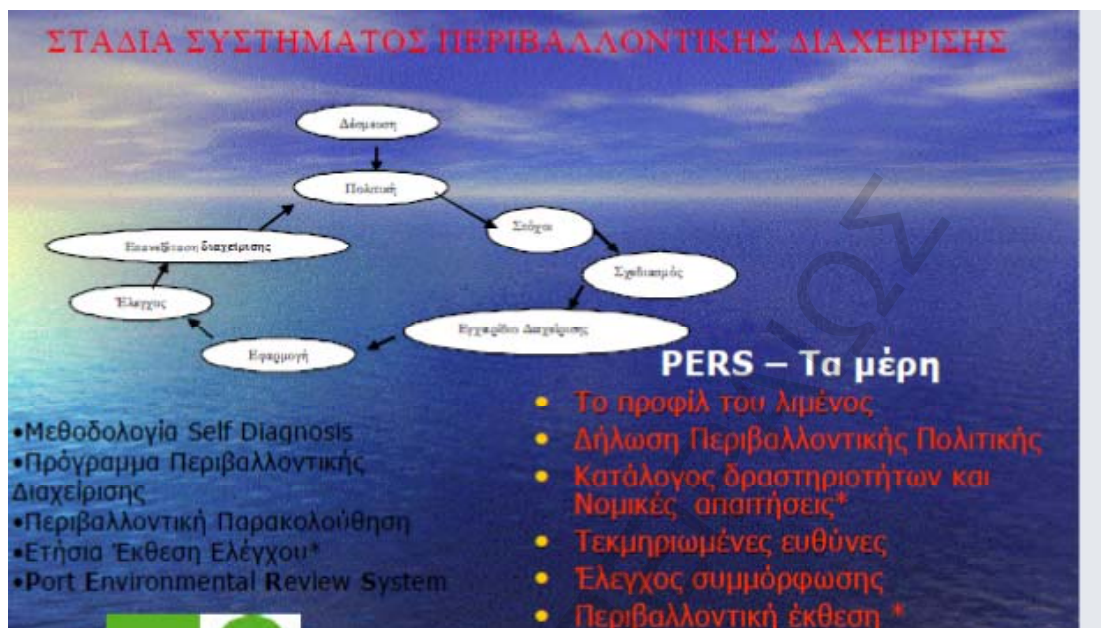 ΣΤΑΔΙΑ ΣΥΣΤΗΜΑΤΟΣ ΠΕΡΙΒΑΛΛΟΝΤΙΚΗΣ ΔΙΑΧΕΙΡΙΣΗΣ
Δέσμευση
Πολιτική
Στόχοι
Επανεξέταση διαχείρισης
Σχεδιασμός
Έλεγχος
Εγχειρίδιο Διαχείρισης
Εφαρμογή
•Μεθοδολογία Self Diagnosis
•Πρόγραμμα Περιβαλλοντικής
Διαχείρισης
•Περιβαλλοντική Παρακολούθηση
•Ετήσια Έκθεση Ελέγχου*
•Port Environmental Review System
PERS – Τα μέρη
• Το προφίλ του λιμένος
• Δήλωση Περιβαλλοντικής Πολιτικής
• Κατάλογος δραστηριοτήτων και
Νομικές απαιτήσεις*
• Τεκμηριωμένες ευθύνες
• Έλεγχος συμμόρφωσης
• Περιβαλλοντική έκθεση *